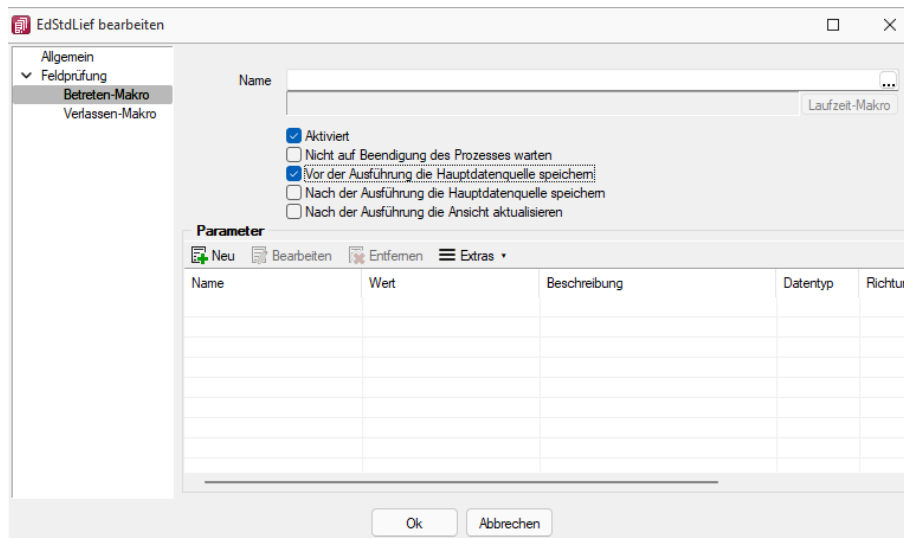 EdStdLief bearbeiten
Allgemein
Feldprüfung
Betreten-Makro
Verlassen-Makro
Name
...
Laufzeit-Makro
Aktiviert
Nicht auf Beendigung des Prozesses warten
Vor der Ausführung die Hauptdatenquelle speichern
Nach der Ausführung die Hauptdatenquelle speichern
Nach der Ausführung die Ansicht aktualisieren
Parameter
Neu Bearbeiten Entfernen Extras
Name Wert Beschreibung Datentyp Richtu
Ok Abbrechen